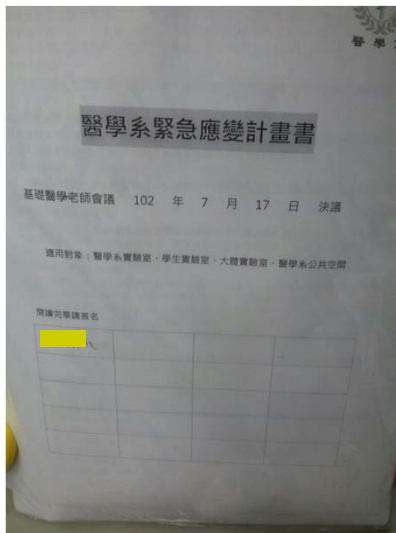 醫學
醫學系緊急應變計畫書
基礎醫學老師會議 102 年 7 月 17 日 決議
適用對象：醫學系實驗室、學生實驗室、大體實驗室、醫學系公共空間
閱讀完畢請簽名